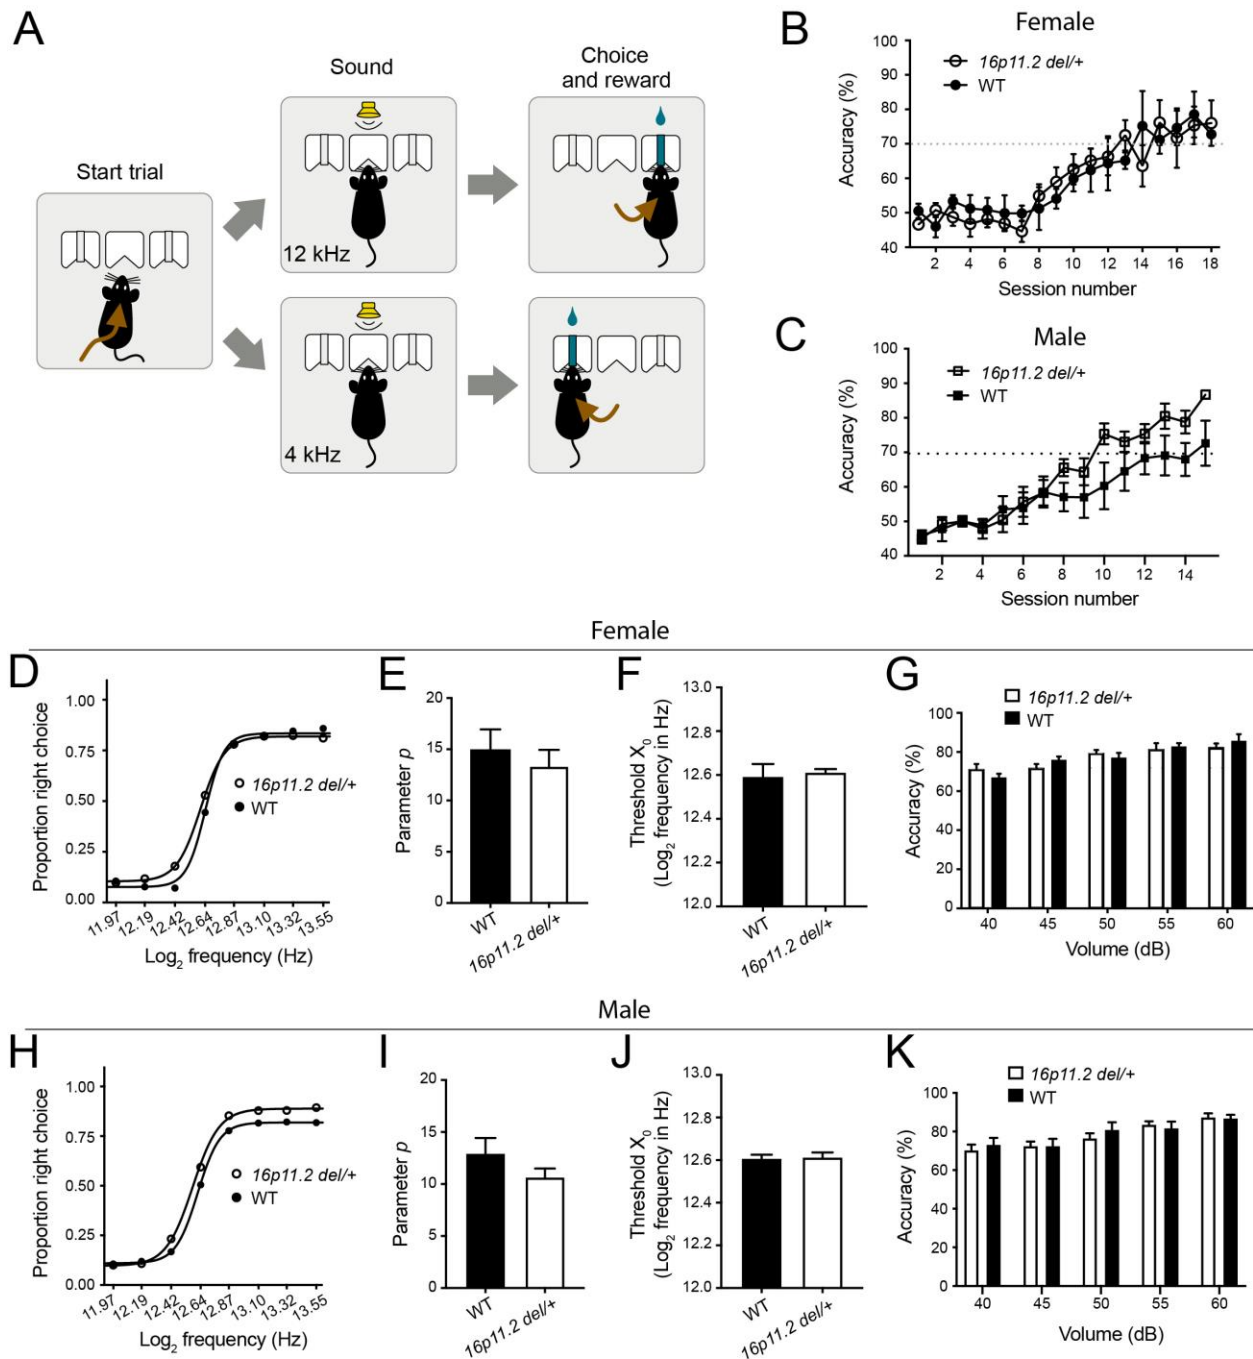 A
Start trial
Sound
Choice
and reward
12 kHz
4 kHz
B
Female
Accuracy (%)
100
90
80
70
60
50
40
16p11.2 del/+
WT
2 4 6 8 10 12 14 16 18
Session number
C
Male
Accuracy (%)
100
90
80
70
60
50
40
16p11.2 del/+
WT
2 4 6 8 10 12 14
Session number
Female
D
Proportion right choice
1.00
0.75
0.50
0.25
0.00
16p11.2 del/+
WT
11.97 12.19 12.42 12.64 12.87 13.10 13.32 13.55
Log₂ frequency (Hz)
E
Parameter p
20
15
10
5
0
WT
16p11.2 del/+
F
Threshold X₀
(Log₂ frequency in Hz)
13.0
12.8
12.6
12.4
12.2
12.0
WT
16p11.2 del/+
G
Accuracy (%)
100
80
60
40
20
0
16p11.2 del/+
WT
40 45 50 55 60
Volume (dB)
Male
H
Proportion right choice
1.00
0.75
0.50
0.25
0.00
16p11.2 del/+
WT
11.97 12.19 12.42 12.64 12.87 13.10 13.32 13.55
Log₂ frequency (Hz)
I
Parameter p
20
15
10
5
0
WT
16p11.2 del/+
J
Threshold X₀
(Log₂ frequency in Hz)
13.0
12.8
12.6
12.4
12.2
12.0
WT
16p11.2 del/+
K
Accuracy (%)
100
80
60
40
20
0
16p11.2 del/+
WT
40 45 50 55 60
Volume (dB)